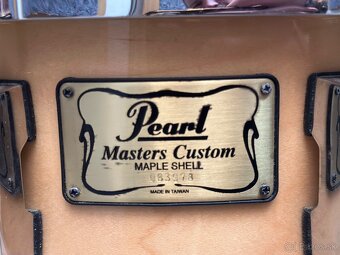 Pearl
Masters Custom
MAPLE SHELL
MADE IN TAIWAN